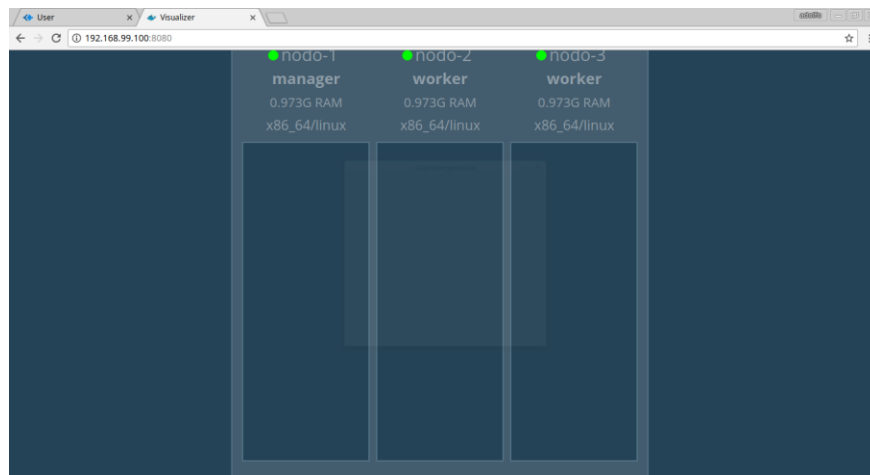 User
Visualizer
adolfo
192.168.99.100:8080
nodo-1 nodo-2 nodo-3
manager worker worker
0.973G RAM 0.973G RAM 0.973G RAM
x86_64/linux x86_64/linux x86_64/linux